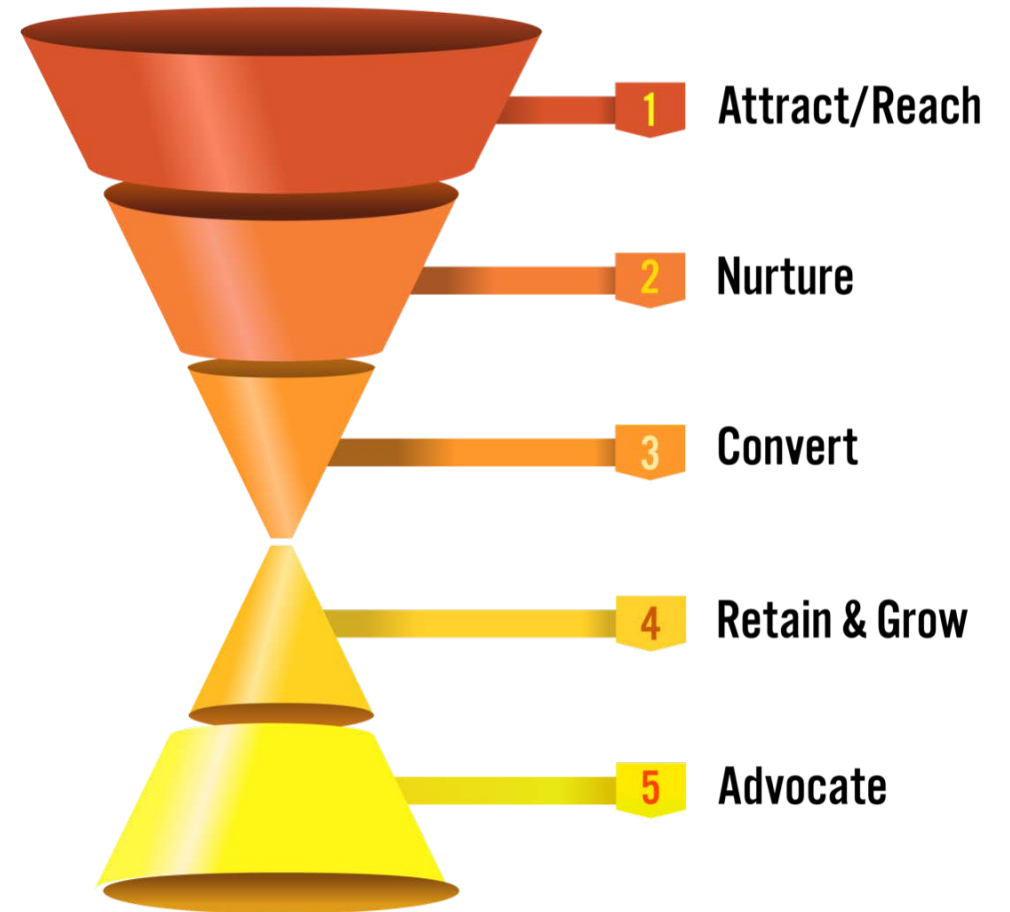 1 Attract/Reach
2 Nurture
3 Convert
4 Retain & Grow
5 Advocate